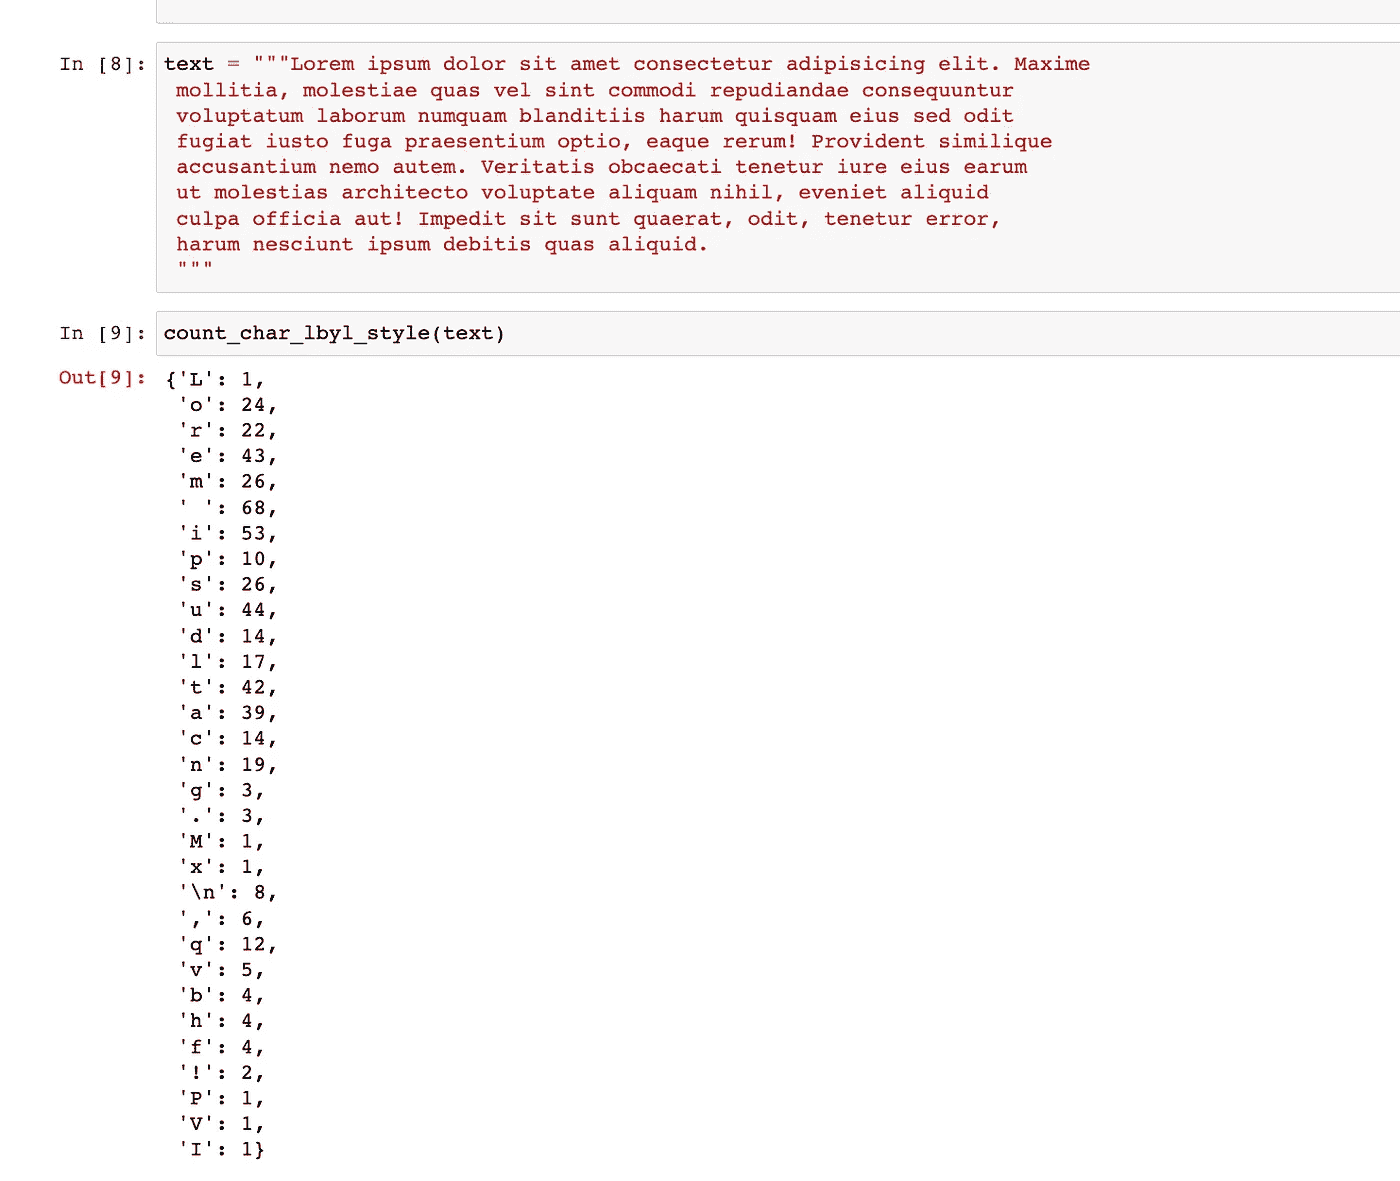 In [8]: text = """Lorem ipsum dolor sit amet consectetur adipisicing elit. Maxime
mollitia, molestiae quas vel sint commodi repudiandae consequuntur
voluptatum laborum numquam blanditiis harum quisquam eius sed odit
fugiat iusto fuga praesentium optio, eaque rerum! Provident similique
accusantium nemo autem. Veritatis obcaecati tenetur iure eius earum
ut molestias architecto voluptate aliquam nihil, eveniet aliquid
culpa officia aut! Impedit sit sunt quaerat, odit, tenetur error,
harum nesciunt ipsum debitis quas aliquid.
"""
In [9]: count_char_lbyl_style(text)
Out[9]: {'L': 1,
'o': 24,
'r': 22,
'e': 43,
'm': 26,
' ': 68,
'i': 53,
'p': 10,
's': 26,
'u': 44,
'd': 14,
'l': 17,
't': 42,
'a': 39,
'c': 14,
'n': 19,
'g': 3,
'.': 3,
'M': 1,
'x': 1,
'\n': 8,
',': 6,
'q': 12,
'v': 5,
'b': 4,
'h': 4,
'f': 4,
'!': 2,
'P': 1,
'V': 1,
'I': 1}